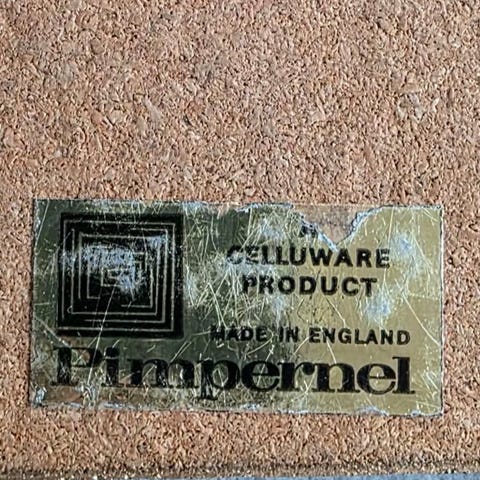 A
CELLUWARE
PRODUCT
MADE IN ENGLAND
Pimpernel